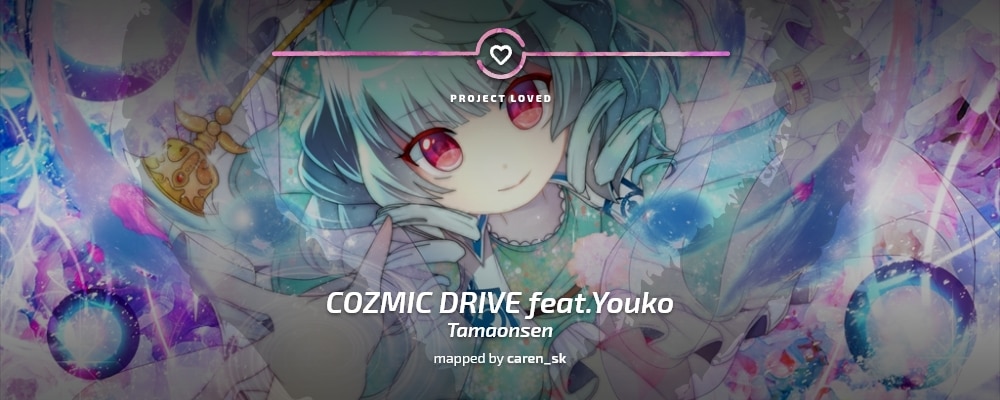 PROJECT LOVED
COZMIC DRIVE feat.Youko
Tamaonsen
mapped by caren_sk